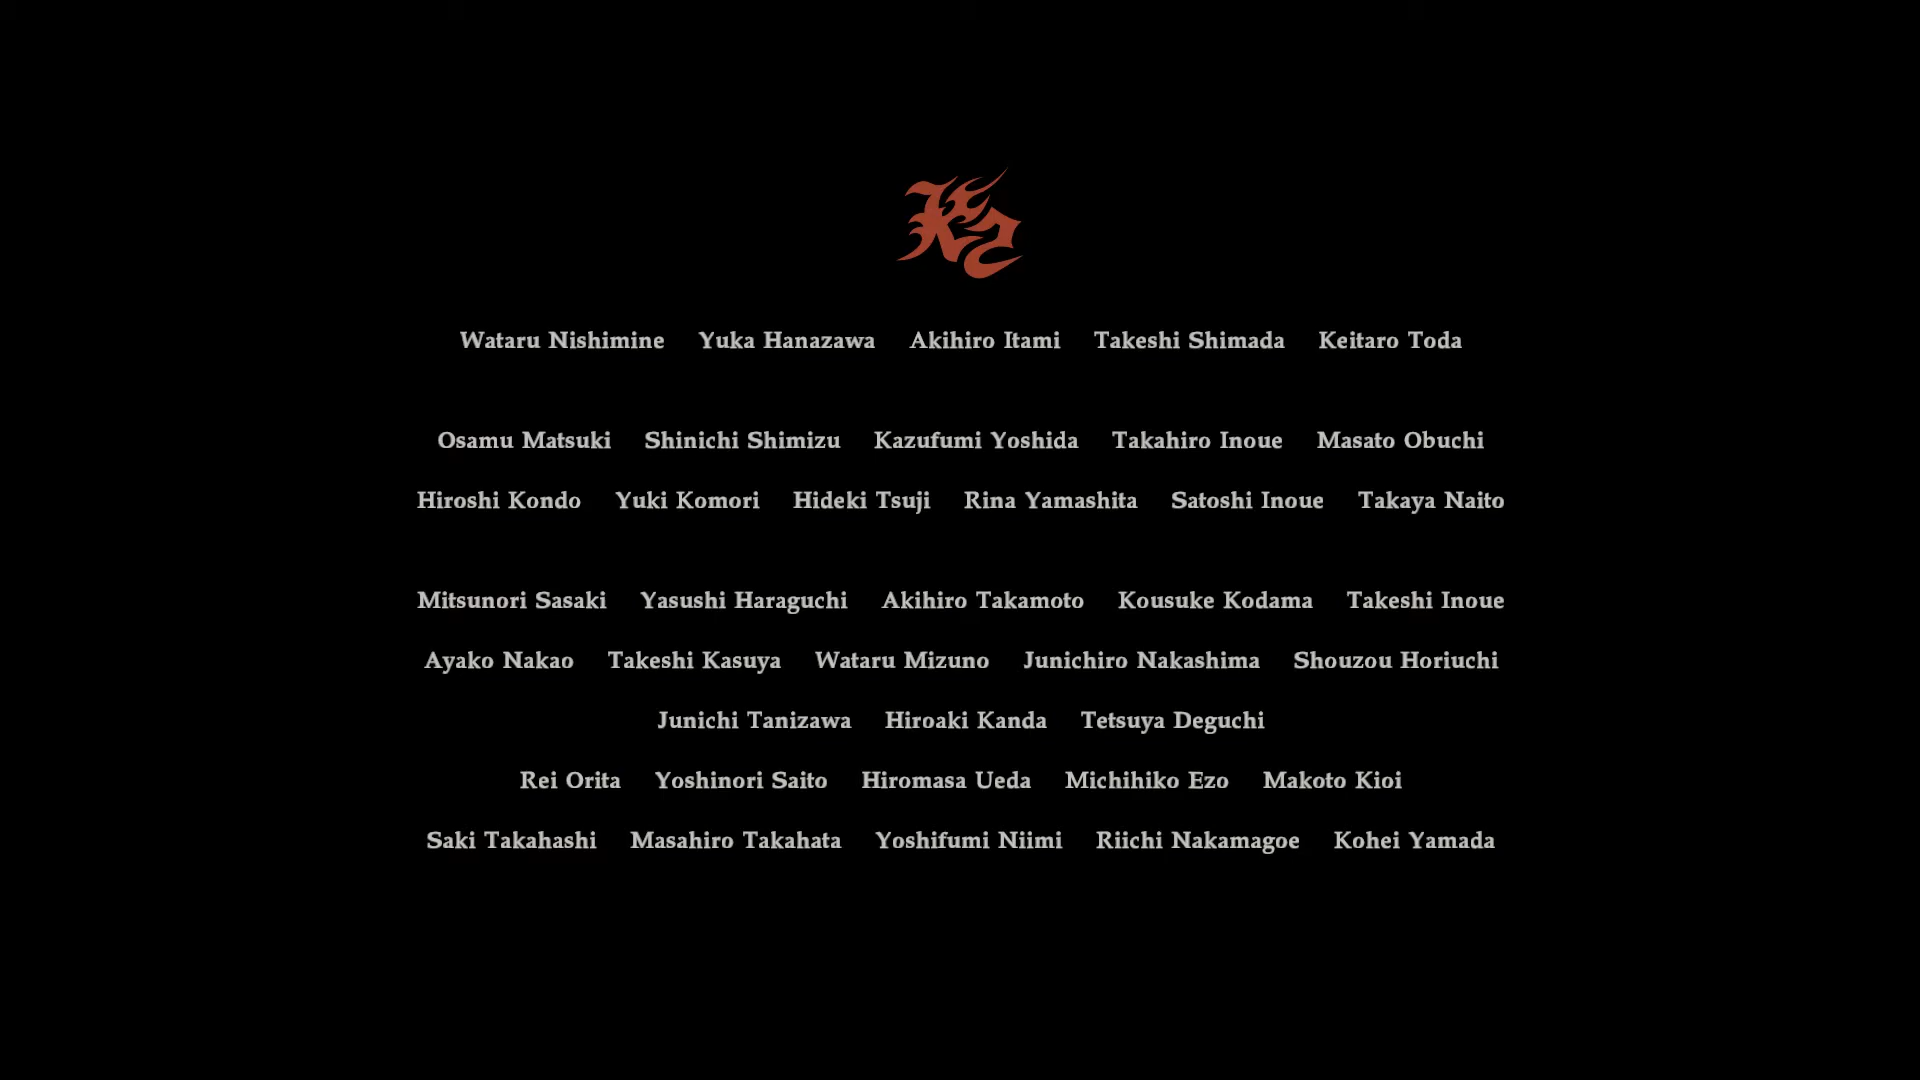 K2
Wataru Nishimine Yuka Hanazawa Akihiro Itami Takeshi Shimada Keitaro Toda
Osamu Matsuki Shinichi Shimizu Kazufumi Yoshida Takahiro Inoue Masato Obuchi
Hiroshi Kondo Yuki Komori Hideki Tsuji Rina Yamashita Satoshi Inoue Takaya Naito
Mitsunori Sasaki Yasushi Haraguchi Akihiro Takamoto Kousuke Kodama Takeshi Inoue
Ayako Nakao Takeshi Kasuya Wataru Mizuno Junichiro Nakashima Shouzou Horiuchi
Junichi Tanizawa Hiroaki Kanda Tetsuya Deguchi
Rei Orita Yoshinori Saito Hiromasa Ueda Michihiko Ezo Makoto Kioi
Saki Takahashi Masahiro Takahata Yoshifumi Niimi Riichi Nakamagoe Kohei Yamada